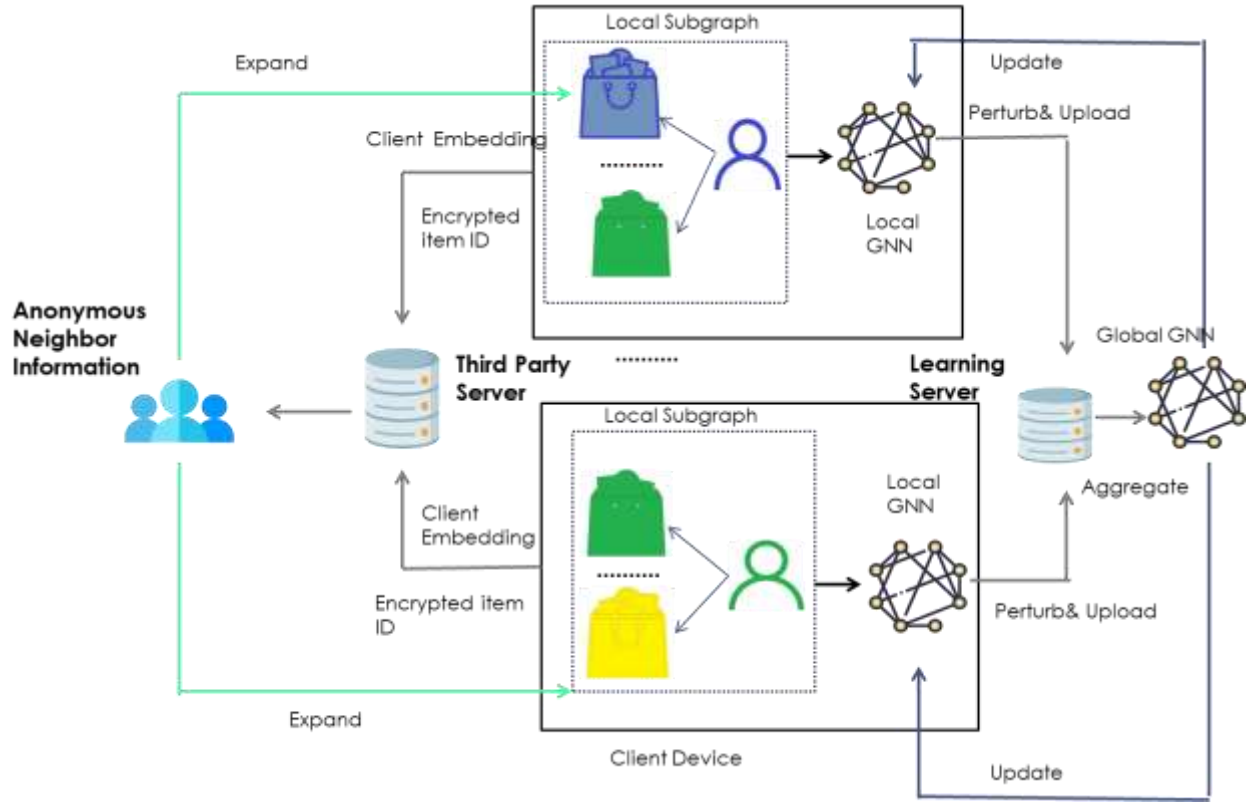 Local Subgraph
Expand
Update
Perturb& Upload
Client Embedding
Encrypted
item ID
Local
GNN
Anonymous
Neighbor
Information
Third Party
Server
Learning
Server
Global GNN
Local Subgraph
Local
GNN
Aggregate
Client
Embedding
Encrypted item
ID
Perturb& Upload
Expand
Client Device
Update